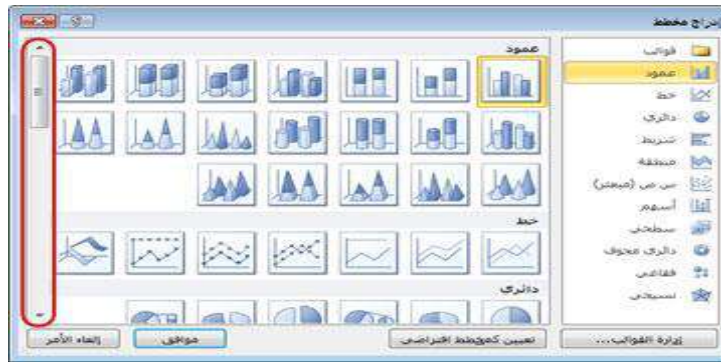 إدراج مخطط
قوالب
عمود
خط
دائري
شريط
منطقة
س ص (مبعثر)
أسهم
سطحي
دائري مجوف
فقاعي
نسيجي
إدارة القوالب...
عمود
خط
دائري
تعيين كمخطط افتراضي
موافق
إلغاء الأمر